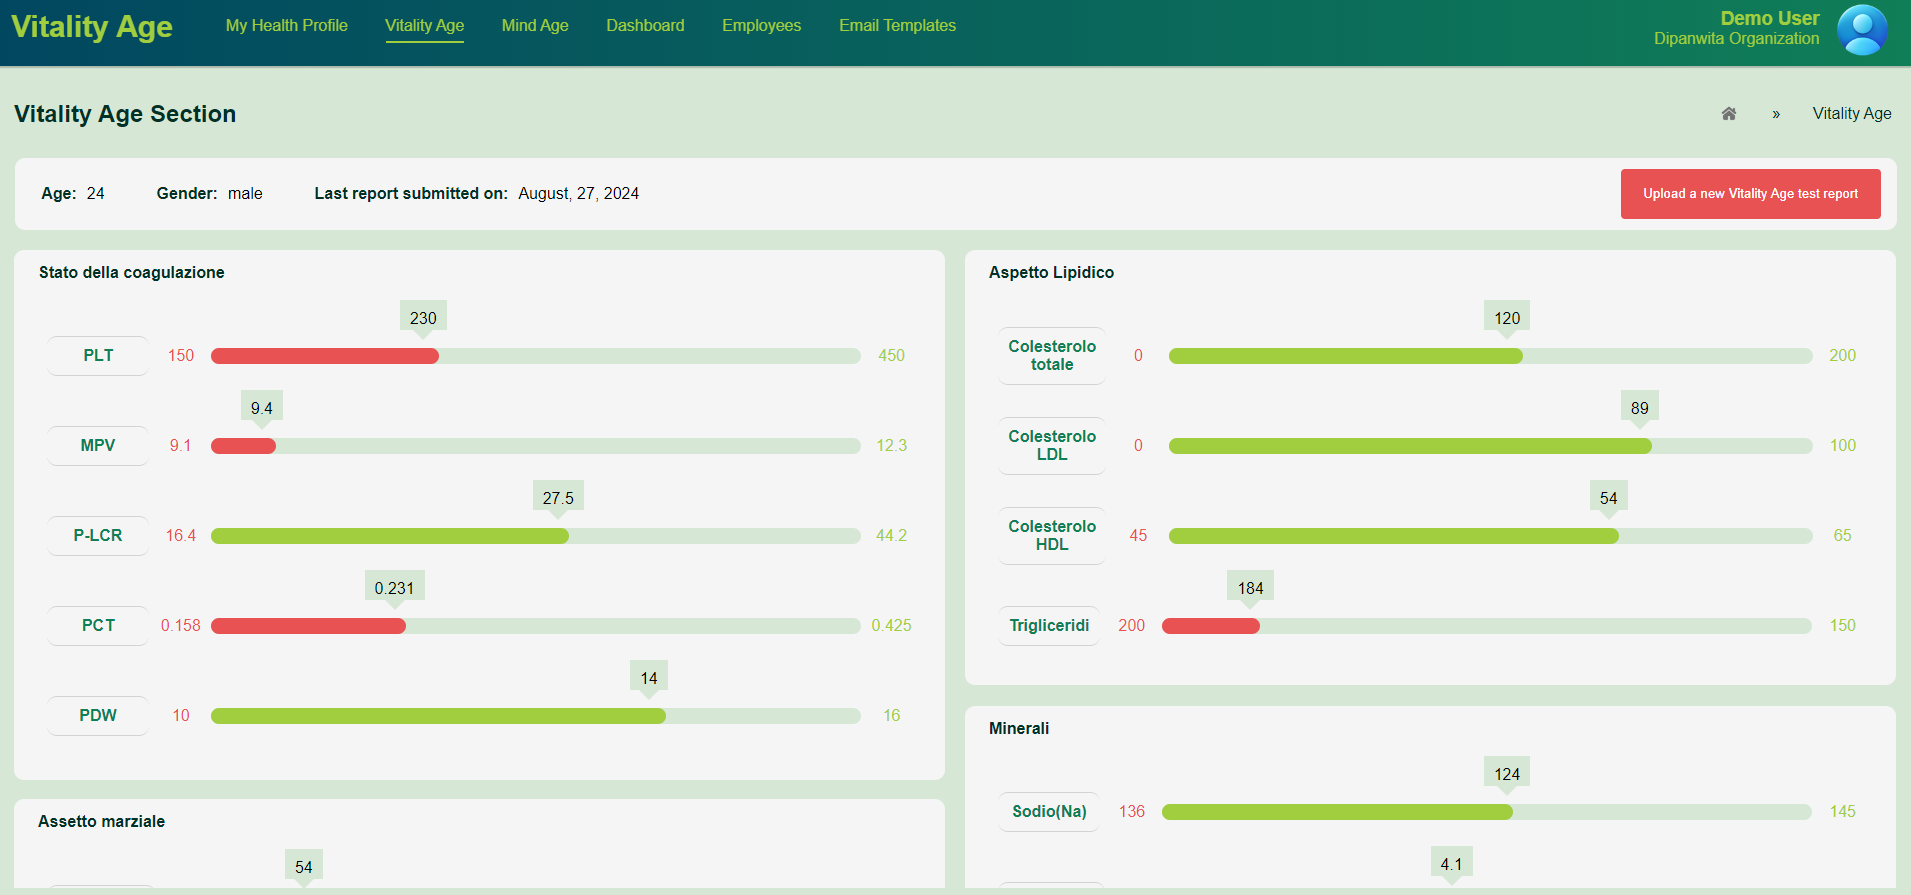 Vitality Age
My Health Profile
Vitality Age
Mind Age
Dashboard
Employees
Email Templates
Demo User
Dipanwita Organization
Vitality Age Section
» Vitality Age
Age: 24
Gender: male
Last report submitted on: August, 27, 2024
Upload a new Vitality Age test report
Stato della coagulazione
230
PLT 150 450
9.4
MPV 9.1 12.3
27.5
P-LCR 16.4 44.2
0.231
PCT 0.158 0.425
14
PDW 10 16
Assetto marziale
54
Aspetto Lipidico
120
Colesterolo
totale
0 200
89
Colesterolo
LDL
0 100
54
Colesterolo
HDL
45 65
184
Trigliceridi 200 150
Minerali
124
Sodio(Na) 136 145
4.1